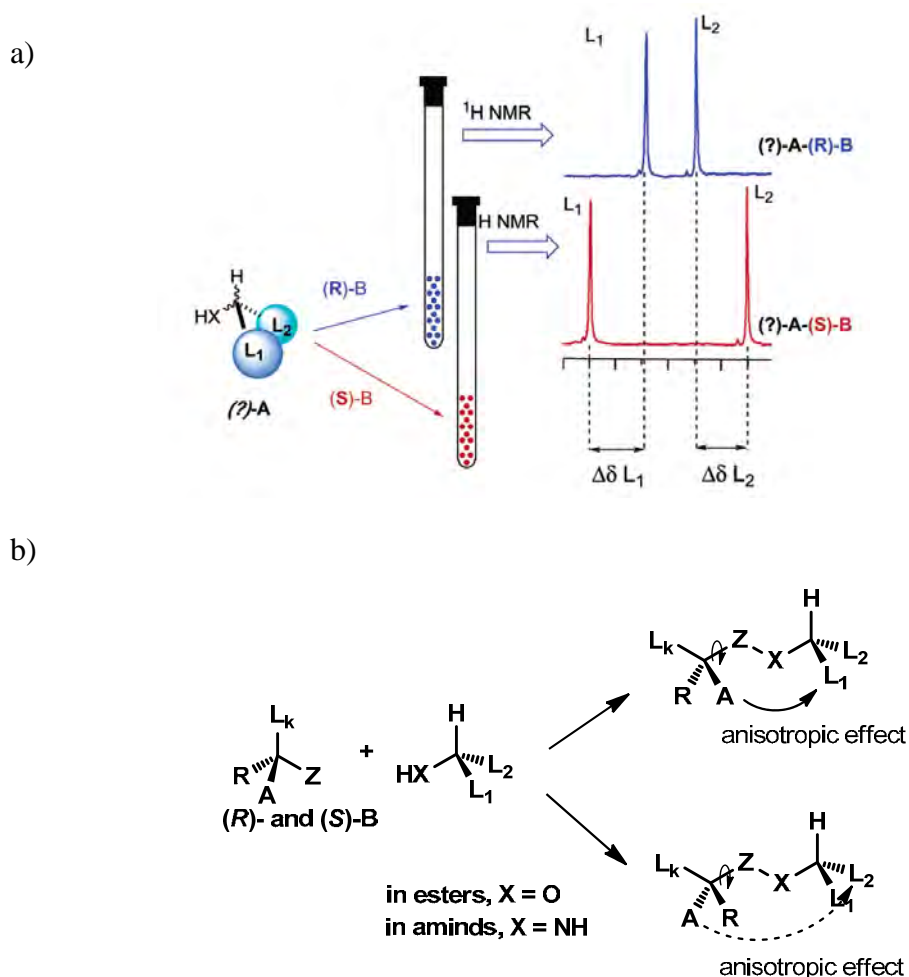 a)
L₁
L₂
¹H NMR
(?)-A-(R)-B
L₁
L₂
H NMR
H
HX
L₂
L₁
(R)-B
(?)-A-(S)-B
(?)-A
(S)-B
Δδ L₁
Δδ L₂
b)
H
Lk
Z
X
L₂
L₁
R
A
anisotropic effect
Lk
R
Z
A
+
H
HX
L₂
L₁
(R)- and (S)-B
H
Lk
Z
X
L₂
L₁
A
R
in esters, X = O
in aminds, X = NH
anisotropic effect